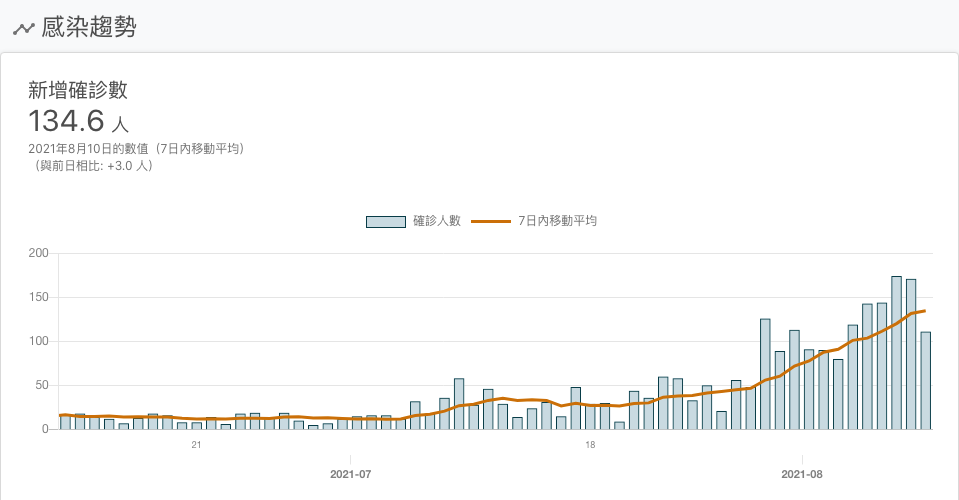 感染趨勢
新增確診數
134.6 人
2021年8月10日的數值（7日內移動平均）
（與前日相比: +3.0 人）
確診人數 7日內移動平均
200
150
100
50
0
21 18
2021-07 2021-08